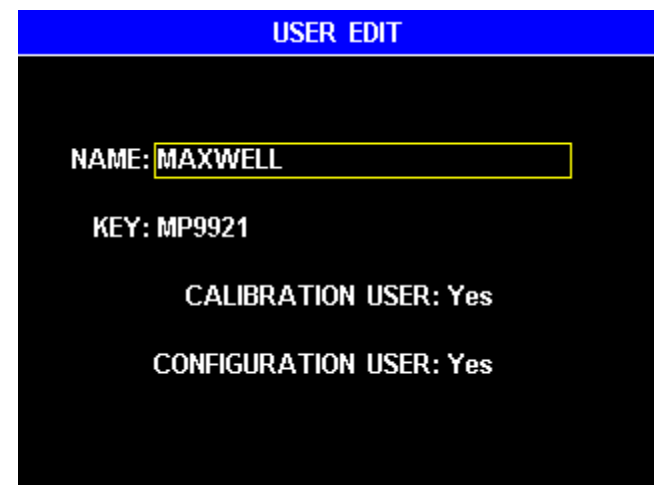 USER EDIT
NAME: MAXWELL
KEY: MP9921
CALIBRATION USER: Yes
CONFIGURATION USER: Yes